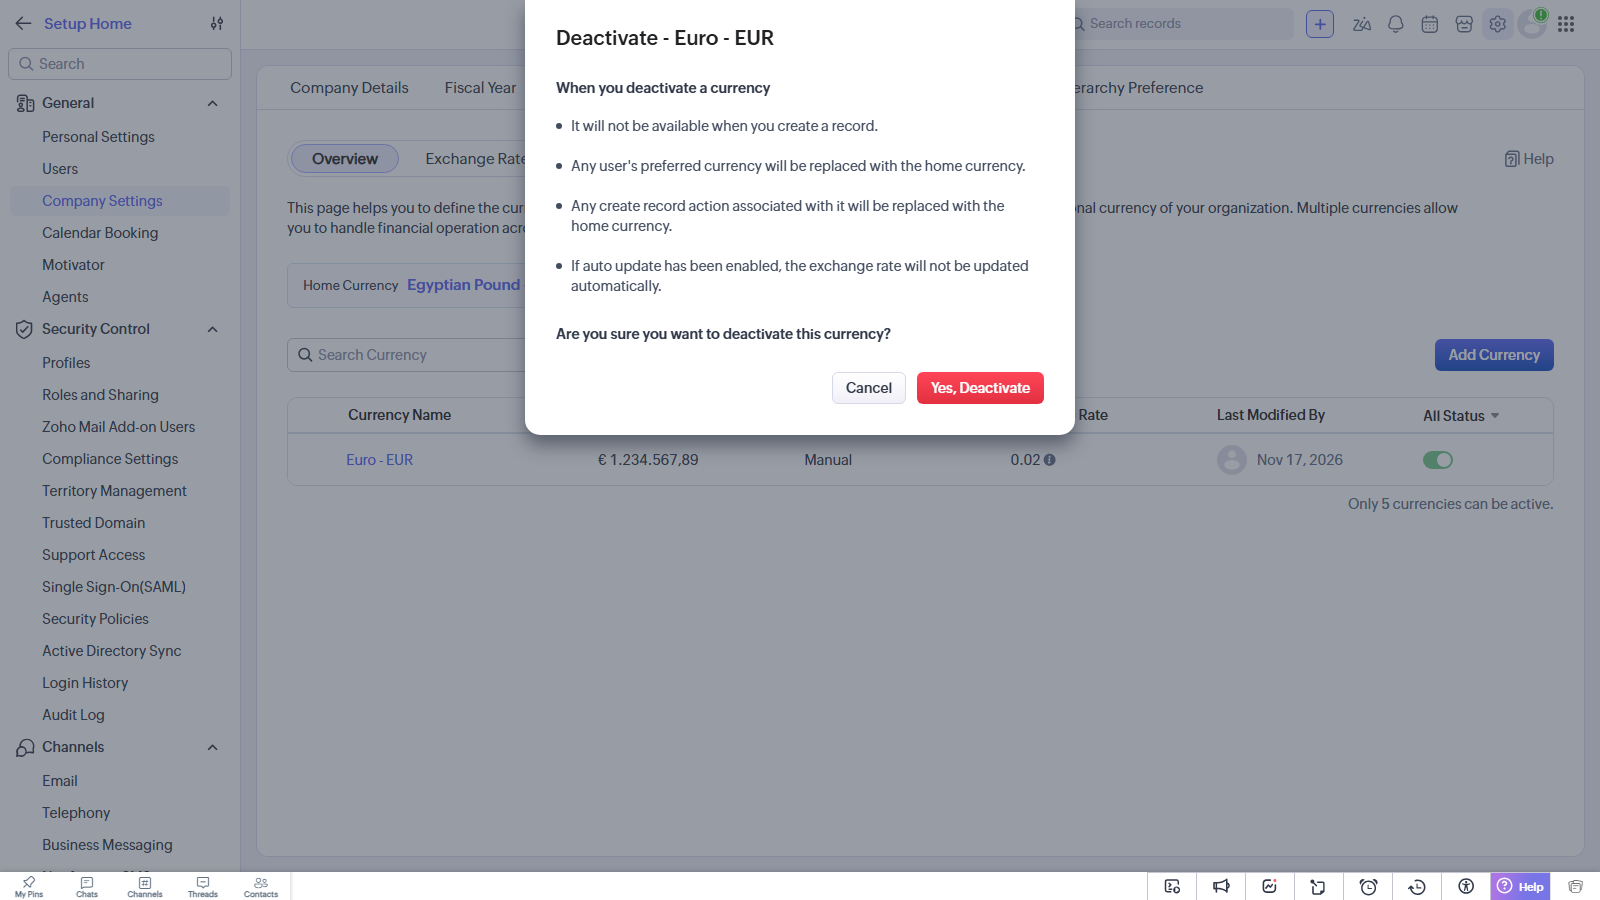 Setup Home
Search
General
Personal Settings
Users
Company Settings
Calendar Booking
Motivator
Agents
Security Control
Profiles
Roles and Sharing
Zoho Mail Add-on Users
Compliance Settings
Territory Management
Trusted Domain
Support Access
Single Sign-On(SAML)
Security Policies
Active Directory Sync
Login History
Audit Log
Channels
Email
Telephony
Business Messaging
Search records
Company Details
Fiscal Year
erarchy Preference
Overview
Exchange Rate
Help
This page helps you to define the cur
nal currency of your organization. Multiple currencies allow
you to handle financial operation acr
Home Currency Egyptian Pound
Search Currency
Add Currency
Currency Name
Rate
Last Modified By
All Status
Euro - EUR
€ 1.234.567,89
Manual
0.02
Nov 17, 2026
Only 5 currencies can be active.
Deactivate - Euro - EUR
When you deactivate a currency
It will not be available when you create a record.
Any user's preferred currency will be replaced with the home currency.
Any create record action associated with it will be replaced with the
home currency.
If auto update has been enabled, the exchange rate will not be updated
automatically.
Are you sure you want to deactivate this currency?
Cancel
Yes, Deactivate
My Pins
Chats
Channels
Threads
Contacts
Help